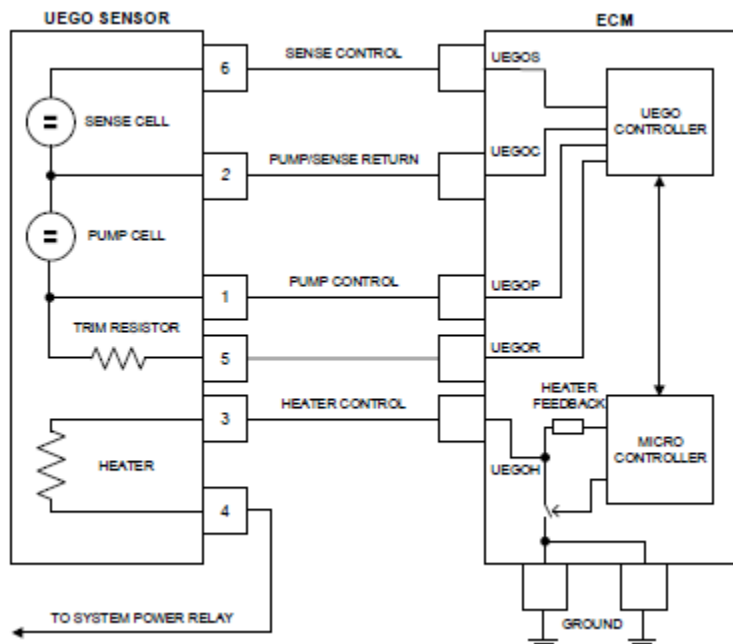 UEGO SENSOR
ECM
6
SENSE CONTROL
UEGOS
SENSE CELL
UEGO
CONTROLLER
2
PUMP/SENSE RETURN
UEGOC
PUMP CELL
1
PUMP CONTROL
UEGOP
TRIM RESISTOR
5
UEGOR
3
HEATER CONTROL
HEATER
FEEDBACK
MICRO
CONTROLLER
HEATER
UEGOH
4
TO SYSTEM POWER RELAY
GROUND